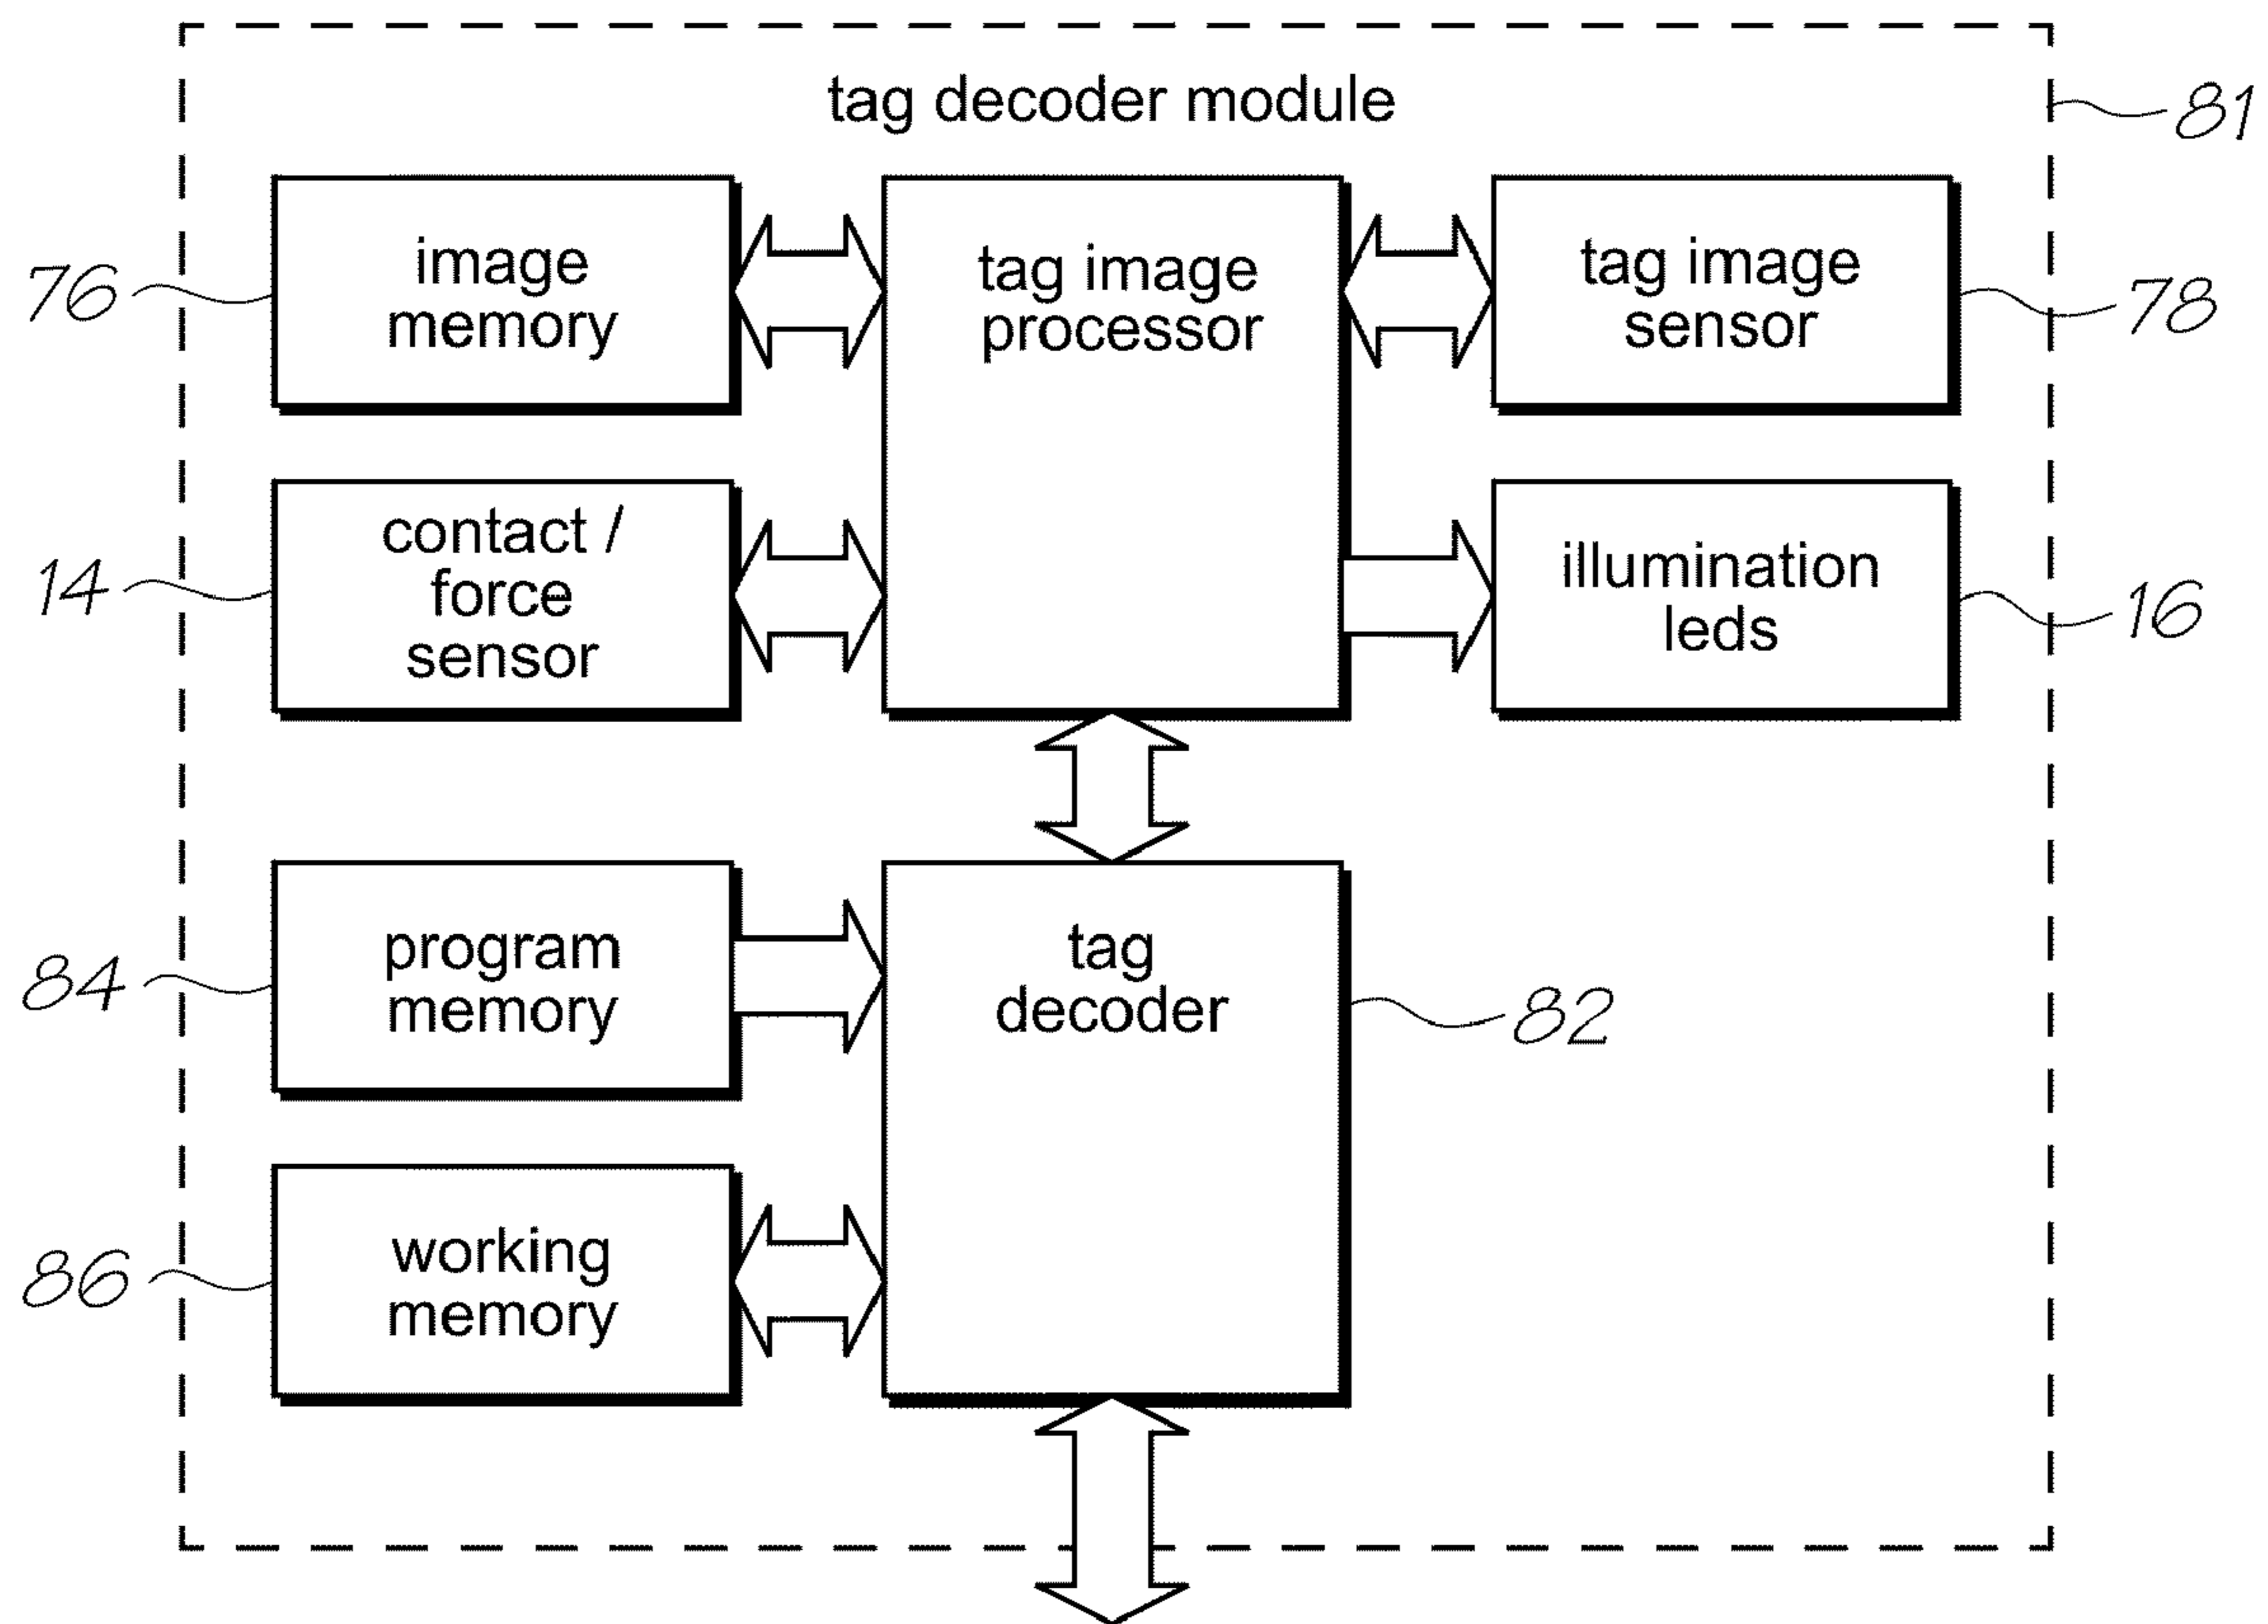 tag decoder module
81
76
image
memory
tag image
processor
tag image
sensor
78
14
contact /
force
sensor
illumination
leds
16
84
program
memory
tag
decoder
82
86
working
memory